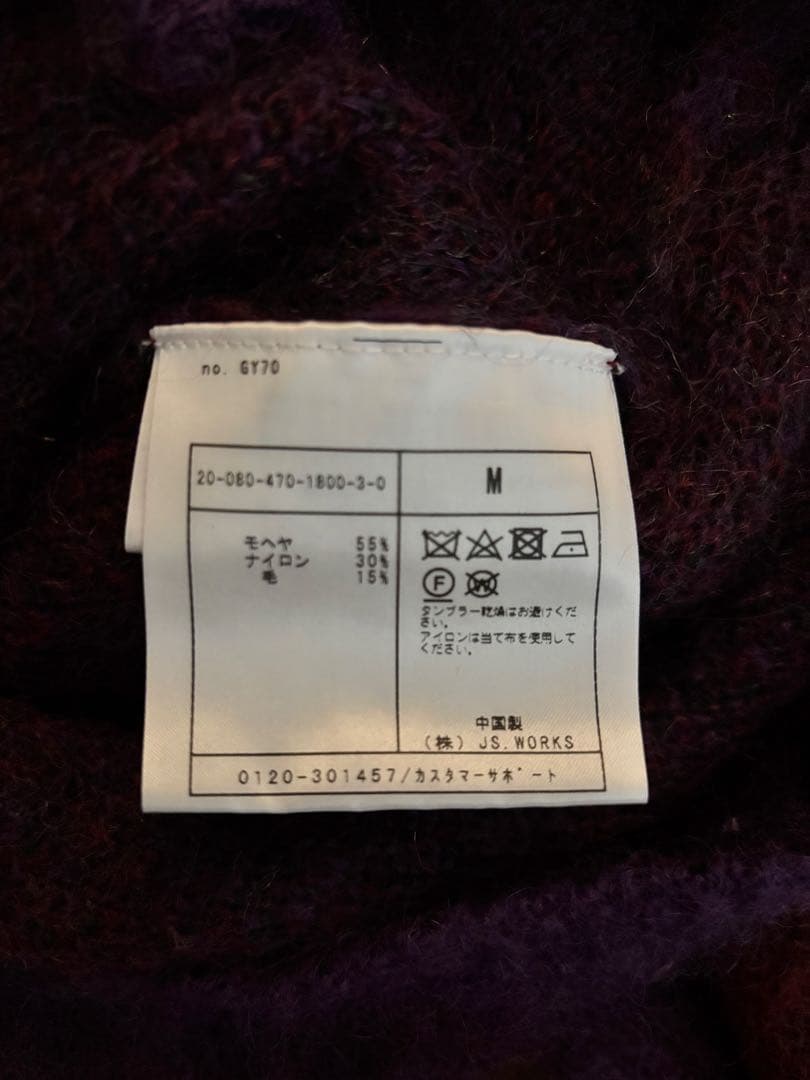 no. GY70
20-080-470-1800-3-0
M
モヘヤ 55%
ナイロン 30%
毛 15%
F
W
タンブラー乾燥はお避けくだ
さい。
アイロンは当て布を使用して
ください。
中国製
(株) JS.WORKS
0120-301457/カスタマーサポート